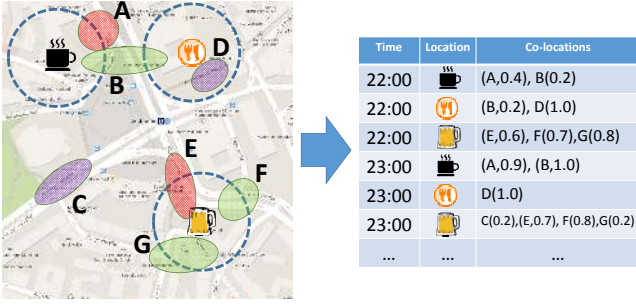 A
B
D
E
F
C
G
Time Location Co-locations
22:00 (A,0.4), B(0.2)
22:00 (B,0.2), D(1.0)
22:00 (E,0.6), F(0.7),G(0.8)
23:00 (A,0.9), (B,1.0)
23:00 D(1.0)
23:00 C(0.2),(E,0.7), F(0.8),G(0.2)
... ... ...